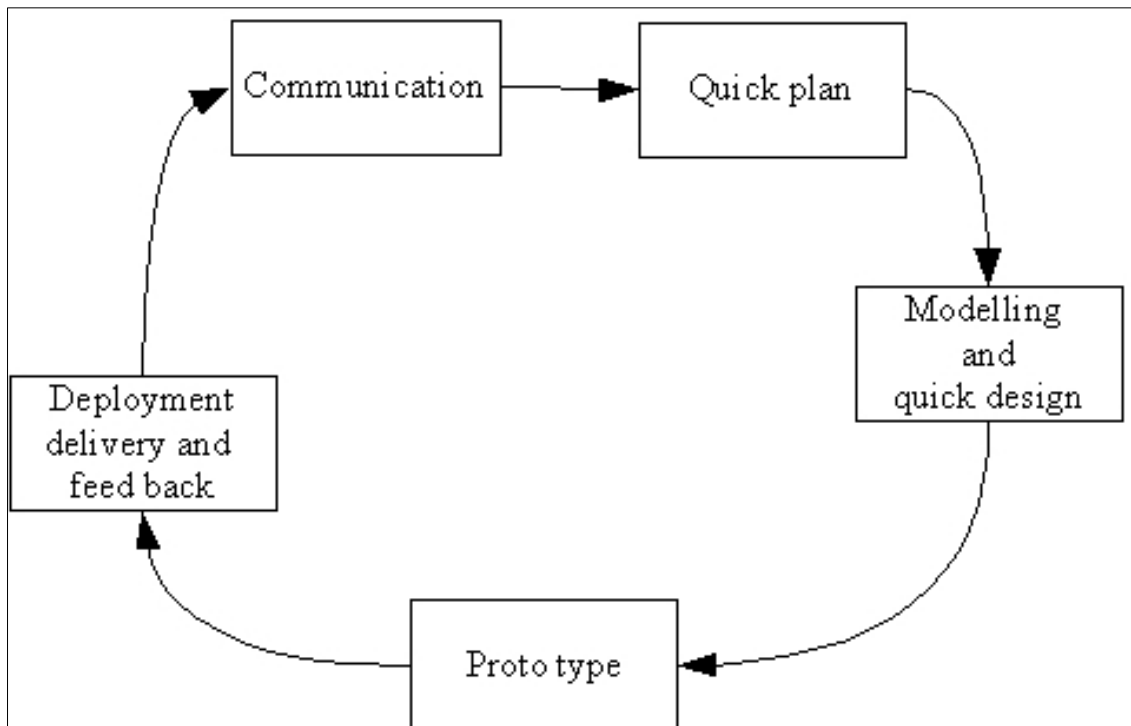 Communication
Quick plan
Modelling
and
quick design
Deployment
delivery and
feed back
Proto type